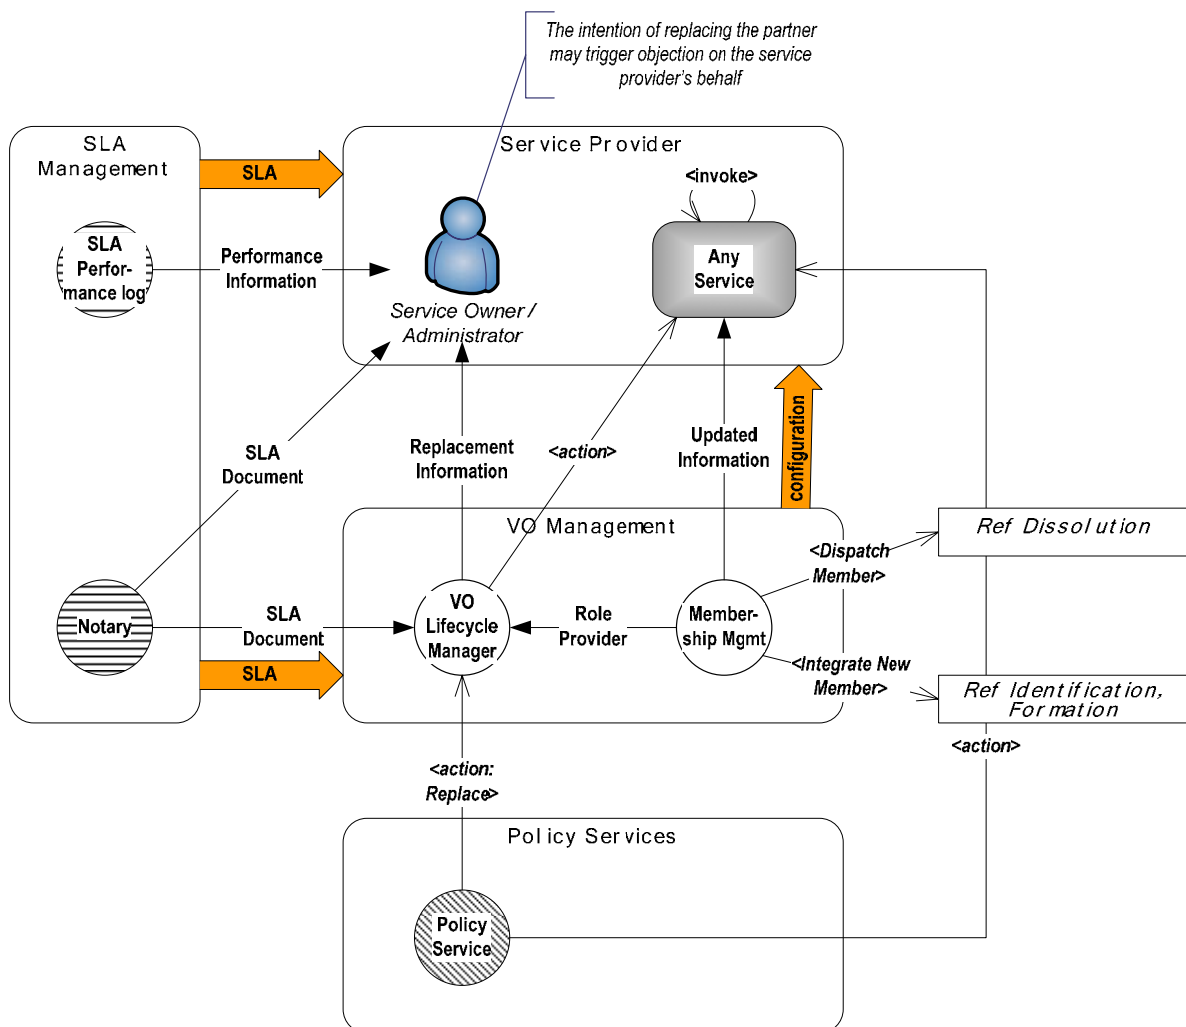 The intention of replacing the partner
may trigger objection on the service
provider's behalf
SLA
Management
Service Provider
SLA
<invoke>
SLA
Perfor-
mance log
Performance
Information
Any
Service
Service Owner /
Administrator
SLA
Document
Replacement
Information
<action>
Updated
Information
configuration
VO Management
Ref Dissolution
<Dispatch
Member>
Notary
SLA
Document
VO
Lifecycle
Manager
Role
Provider
Member-
ship Mgmt
SLA
<Integrate New
Member>
Ref Identification,
Formation
<action>
<action:
Replace>
Policy Services
Policy
Service